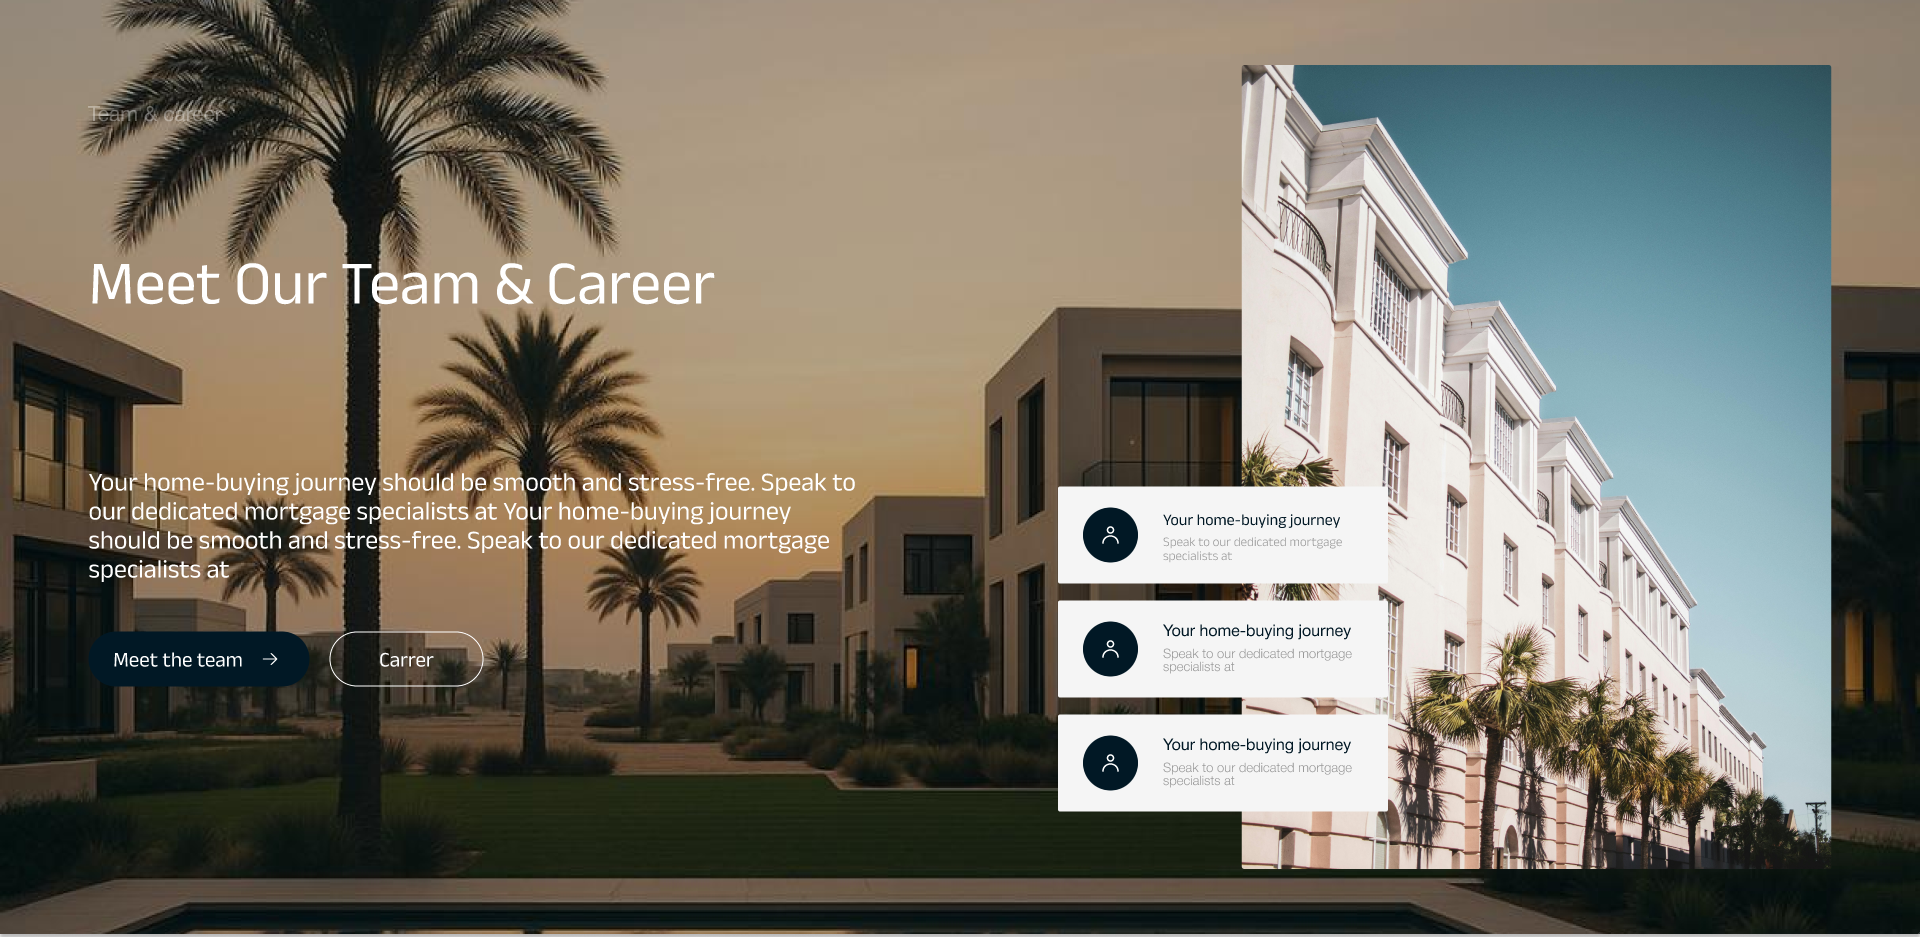 Team & career
Meet Our Team & Career
Your home-buying journey should be smooth and stress-free. Speak to
our dedicated mortgage specialists at Your home-buying journey
should be smooth and stress-free. Speak to our dedicated mortgage
specialists at
Meet the team
Carrer
Your home-buying journey
Speak to our dedicated mortgage
specialists at
Your home-buying journey
Speak to our dedicated mortgage
specialists at
Your home-buying journey
Speak to our dedicated mortgage
specialists at